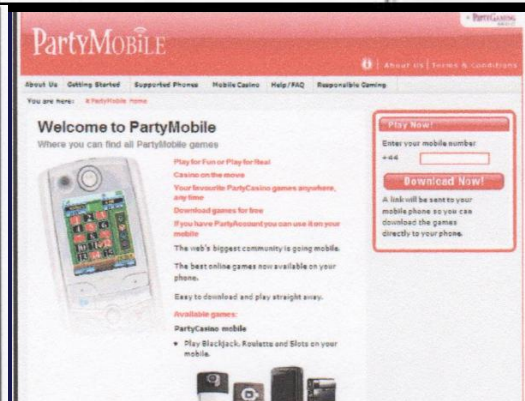 PartyGaming
PartyMobile
About Us | Terms & Conditions
About Us Getting Started Supported Phones Mobile Casino Help/FAQ Responsible Gaming
You are here: PartyMobile Home
Welcome to PartyMobile
Where you can find all PartyMobile games
Play for Fun or Play for Real
Casino on the move
Your favourite PartyCasino games anywhere,
any time
Download games for free
If you have PartyAccount you can use it on your
mobile
The web's biggest community is going mobile.
The best online games now available on your
phone.
Easy to download and play straight away.
Available games:
PartyCasino mobile
• Play Blackjack, Roulette and Slots on your
mobile.
Play Now!
Enter your mobile number
+44
Download Now!
A link will be sent to your
mobile phone so you can
download the games
directly to your phone.